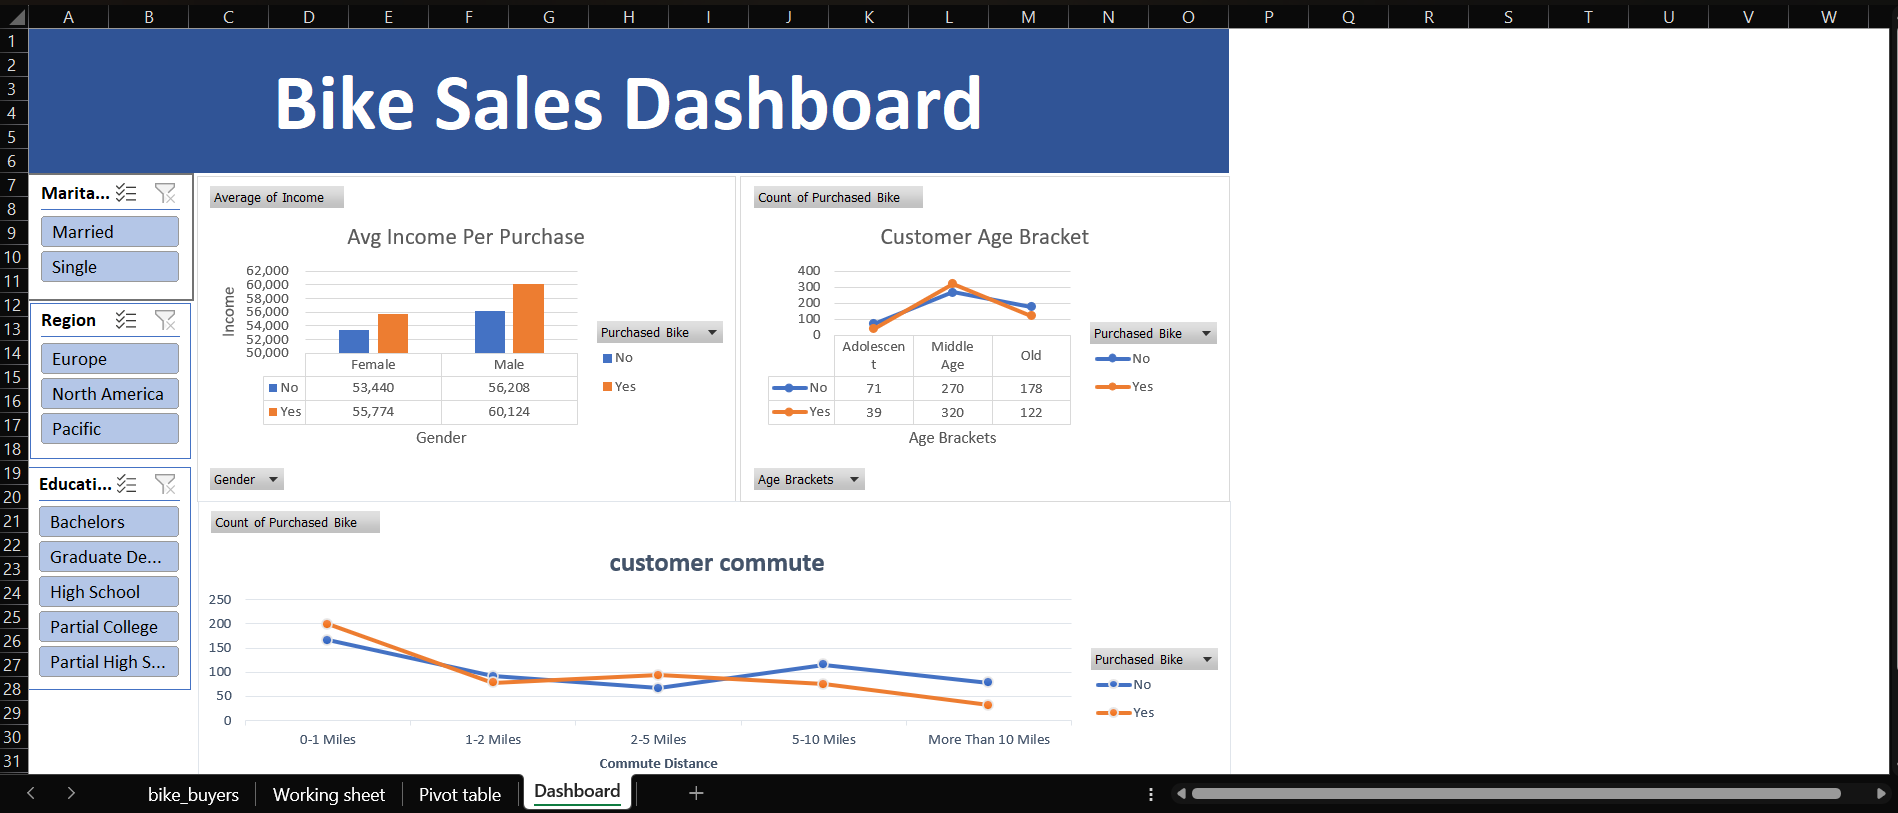 A B C D E F G H I J K L M N O P Q R S T U V W
1
2
3
4
5
6
7
8
9
10
11
12
13
14
15
16
17
18
19
20
21
22
23
24
25
26
27
28
29
30
31
Bike Sales Dashboard
Marita...
Married
Single
Region
Europe
North America
Pacific
Educati...
Bachelors
Graduate De...
High School
Partial College
Partial High S...
Average of Income
Avg Income Per Purchase
Income
62,000
60,000
58,000
56,000
54,000
52,000
50,000
Female Male
No 53,440 56,208
Yes 55,774 60,124
Gender
Purchased Bike
No
Yes
Gender
Count of Purchased Bike
Customer Age Bracket
400
300
200
100
0
Adolescen Middle Old
t Age
No 71 270 178
Yes 39 320 122
Age Brackets
Purchased Bike
No
Yes
Age Brackets
Count of Purchased Bike
customer commute
250
200
150
100
50
0
0-1 Miles 1-2 Miles 2-5 Miles 5-10 Miles More Than 10 Miles
Commute Distance
Purchased Bike
No
Yes
bike_buyers Working sheet Pivot table Dashboard